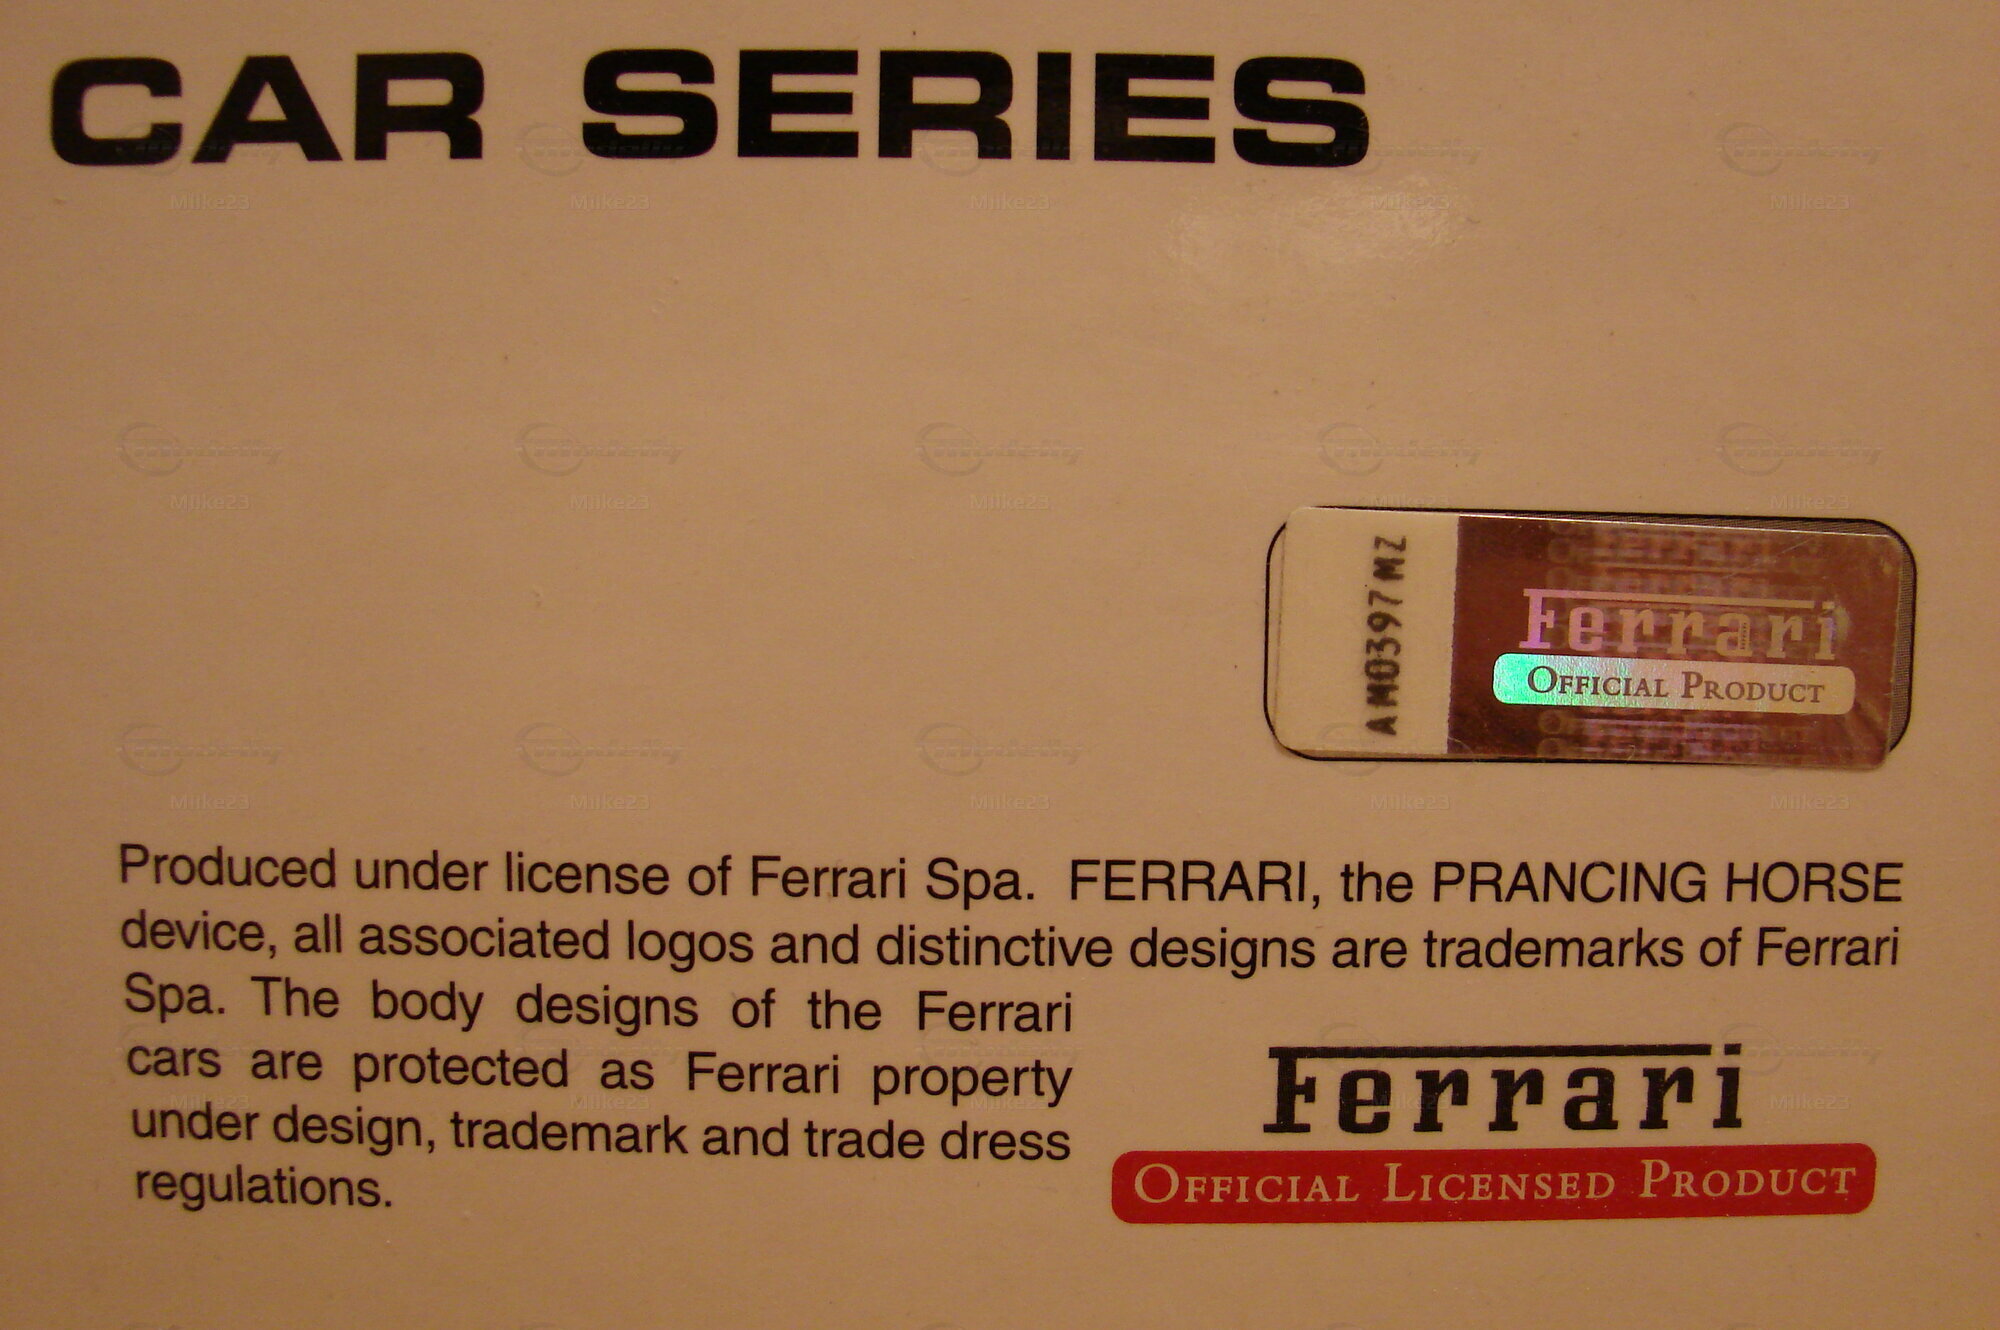 CAR SERIES
AM0397MZ
Ferrari
OFFICIAL PRODUCT
Produced under license of Ferrari Spa. FERRARI, the PRANCING HORSE
device, all associated logos and distinctive designs are trademarks of Ferrari
Spa. The body designs of the Ferrari
cars are protected as Ferrari property
under design, trademark and trade dress
regulations.
Ferrari
OFFICIAL LICENSED PRODUCT
Miike23